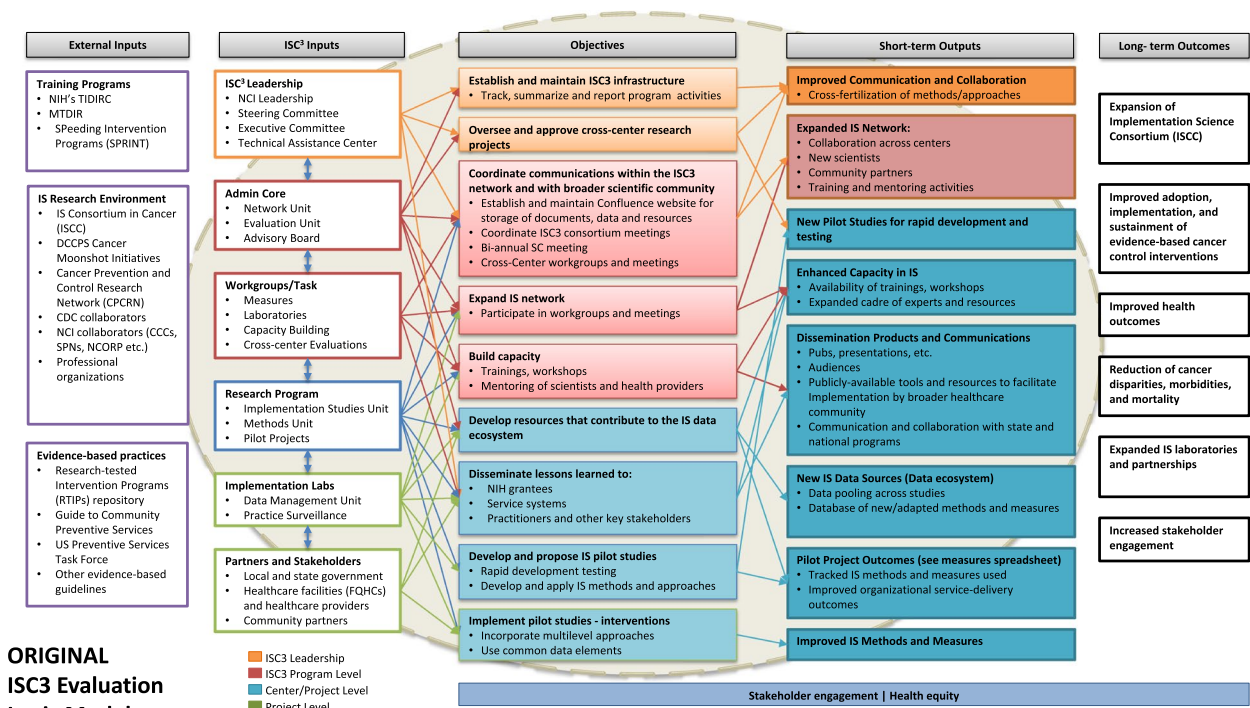 External Inputs
ISC³ Inputs
Objectives
Short-term Outputs
Long- term Outcomes
Training Programs
• NIH's TIDIRC
• MTDIR
• SPeeding Intervention
Programs (SPRINT)
IS Research Environment
• IS Consortium in Cancer
(ISCC)
• DCCPS Cancer
Moonshot Initiatives
• Cancer Prevention and
Control Research
Network (CPCRN)
• CDC collaborators
• NCI collaborators (CCCs,
SPNs, NCORP etc.)
• Professional
organizations
Evidence-based practices
• Research-tested
Intervention Programs
(RTIPs) repository
• Guide to Community
Preventive Services
• US Preventive Services
Task Force
• Other evidence-based
guidelines
ISC³ Leadership
• NCI Leadership
• Steering Committee
• Executive Committee
• Technical Assistance Center
Admin Core
• Network Unit
• Evaluation Unit
• Advisory Board
Workgroups/Task
• Measures
• Laboratories
• Capacity Building
• Cross-center Evaluations
Research Program
• Implementation Studies Unit
• Methods Unit
• Pilot Projects
Implementation Labs
• Data Management Unit
• Practice Surveillance
Partners and Stakeholders
• Local and state government
• Healthcare facilities (FQHCs)
and healthcare providers
• Community partners
Establish and maintain ISC3 infrastructure
• Track, summarize and report program activities
Oversee and approve cross-center research
projects
Coordinate communications within the ISC3
network and with broader scientific community
• Establish and maintain Confluence website for
storage of documents, data and resources
• Coordinate ISC3 consortium meetings
• Bi-annual SC meeting
• Cross-Center workgroups and meetings
Expand IS network
• Participate in workgroups and meetings
Build capacity
• Trainings, workshops
• Mentoring of scientists and health providers
Develop resources that contribute to the IS data
ecosystem
Disseminate lessons learned to:
• NIH grantees
• Service systems
• Practitioners and other key stakeholders
Develop and propose IS pilot studies
• Rapid development testing
• Develop and apply IS methods and approaches
Implement pilot studies - interventions
• Incorporate multilevel approaches
• Use common data elements
Improved Communication and Collaboration
• Cross-fertilization of methods/approaches
Expanded IS Network:
• Collaboration across centers
• New scientists
• Community partners
• Training and mentoring activities
New Pilot Studies for rapid development and
testing
Enhanced Capacity in IS
• Availability of trainings, workshops
• Expanded cadre of experts and resources
Dissemination Products and Communications
• Pubs, presentations, etc.
• Audiences
• Publicly-available tools and resources to facilitate
Implementation by broader healthcare
community
• Communication and collaboration with state and
national programs
New IS Data Sources (Data ecosystem)
• Data pooling across studies
• Database of new/adapted methods and measures
Pilot Project Outcomes (see measures spreadsheet)
• Tracked IS methods and measures used
• Improved organizational service-delivery
outcomes
Improved IS Methods and Measures
Expansion of
Implementation Science
Consortium (ISCC)
Improved adoption,
implementation, and
sustainment of
evidence-based cancer
control interventions
Improved health
outcomes
Reduction of cancer
disparities, morbidities,
and mortality
Expanded IS laboratories
and partnerships
Increased stakeholder
engagement
ORIGINAL
ISC3 Evaluation
ISC3 Leadership
ISC3 Program Level
Center/Project Level
Project Level
Stakeholder engagement | Health equity